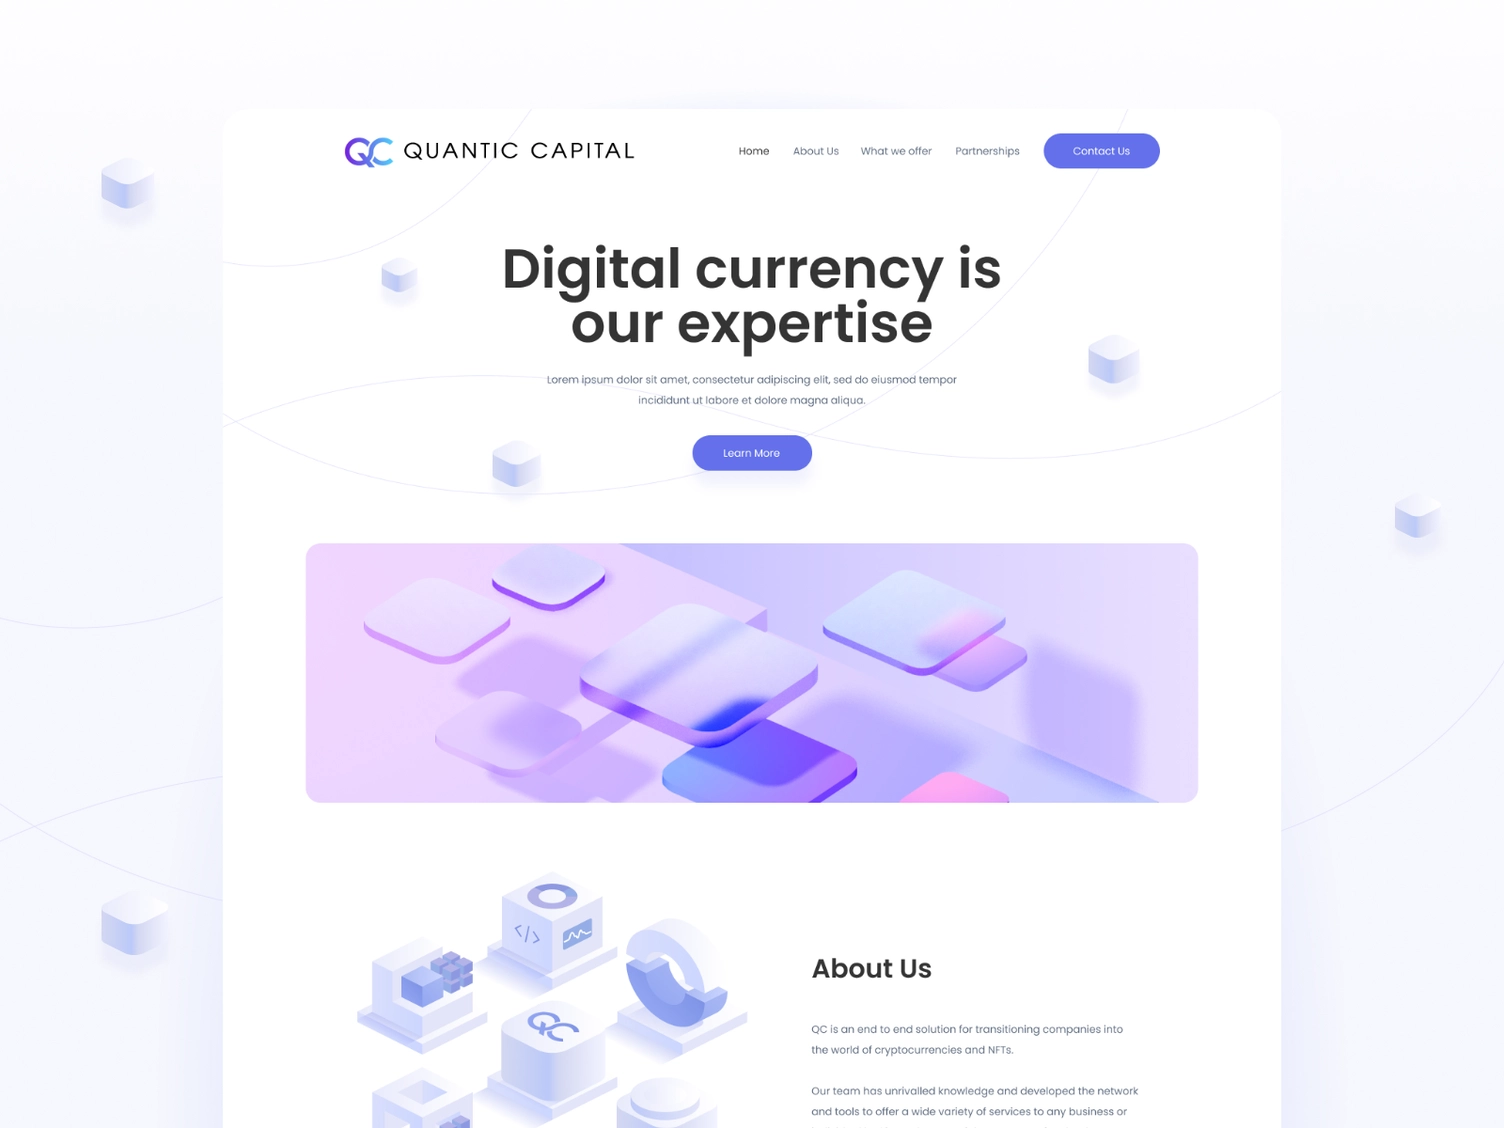 QC QUANTIC CAPITAL
Home About Us What we offer Partnerships Contact Us
Digital currency is
our expertise
Lorem ipsum dolor sit amet, consectetur adipiscing elit, sed do eiusmod tempor
incididunt ut labore et dolore magna aliqua.
Learn More
</>
QC
About Us
QC is an end to end solution for transitioning companies into
the world of cryptocurrencies and NFTs.
Our team has unrivalled knowledge and developed the network
and tools to offer a wide variety of services to any business or